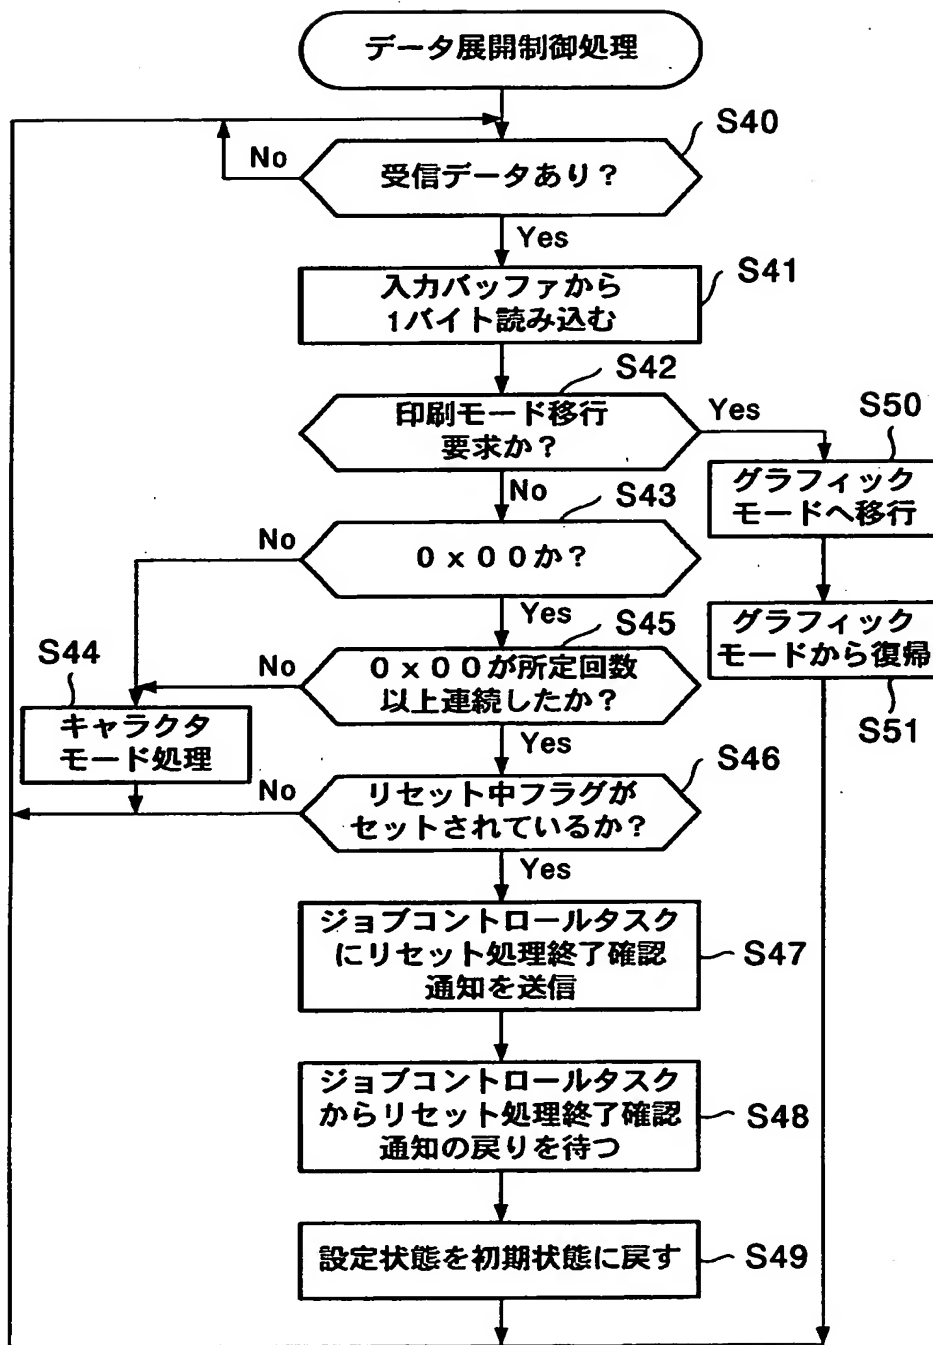 データ展開制御処理
S40
No
受信データあり？
Yes
S41
入力バッファから
1バイト読み込む
S42
印刷モード移行
要求か？
Yes
S50
グラフィック
モードへ移行
No
S43
No
０ｘ００か？
Yes
S45
グラフィック
モードから復帰
S51
S44
No
０ｘ００が所定回数
以上連続したか？
キャラクタ
モード処理
Yes
S46
No
リセット中フラグが
セットされているか？
Yes
ジョブコントロールタスク
にリセット処理終了確認
通知を送信
S47
ジョブコントロールタスク
からリセット処理終了確認
通知の戻りを待つ
S48
設定状態を初期状態に戻す
S49